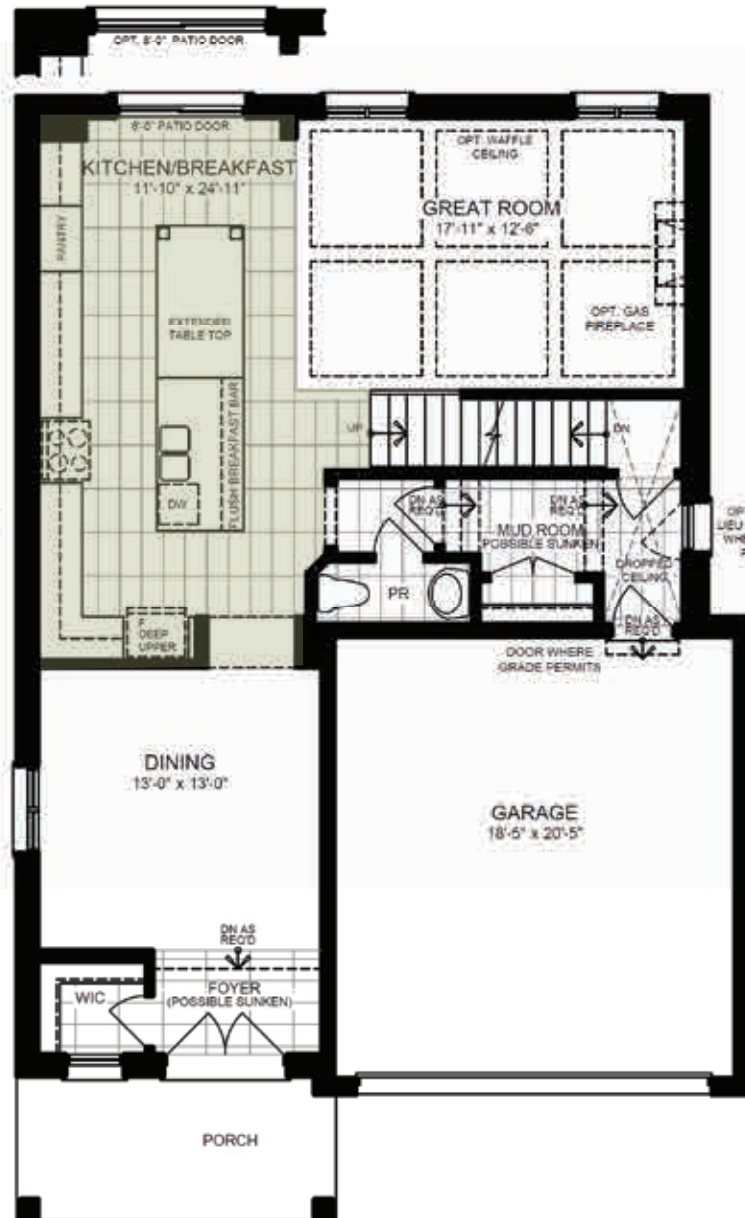 OPT. 8'-0" PATIO DOOR
6'-0" PATIO DOOR
KITCHEN/BREAKFAST
11'-10" x 24'-11"
OPT. WAFFLE
CEILING
GREAT ROOM
17'-11" x 12'-6"
PANTRY
EXTENDED
TABLE TOP
OPT. GAS
FIREPLACE
FLUSH BREAKFAST BAR
DW
UP
DN
DN AS
REQ'D
DN AS
REQ'D
MUD ROOM
POSSIBLE SUNKEN
OP
LIEU
WHE
DROPPED
CEILING
PR
F
DEEP
UPPER
DN AS
REQ'D
DOOR WHERE
GRADE PERMITS
DINING
13'-0" x 13'-0"
GARAGE
18'-5" x 20'-5"
DN AS
REQ'D
FOYER
(POSSIBLE SUNKEN)
WIC
PORCH